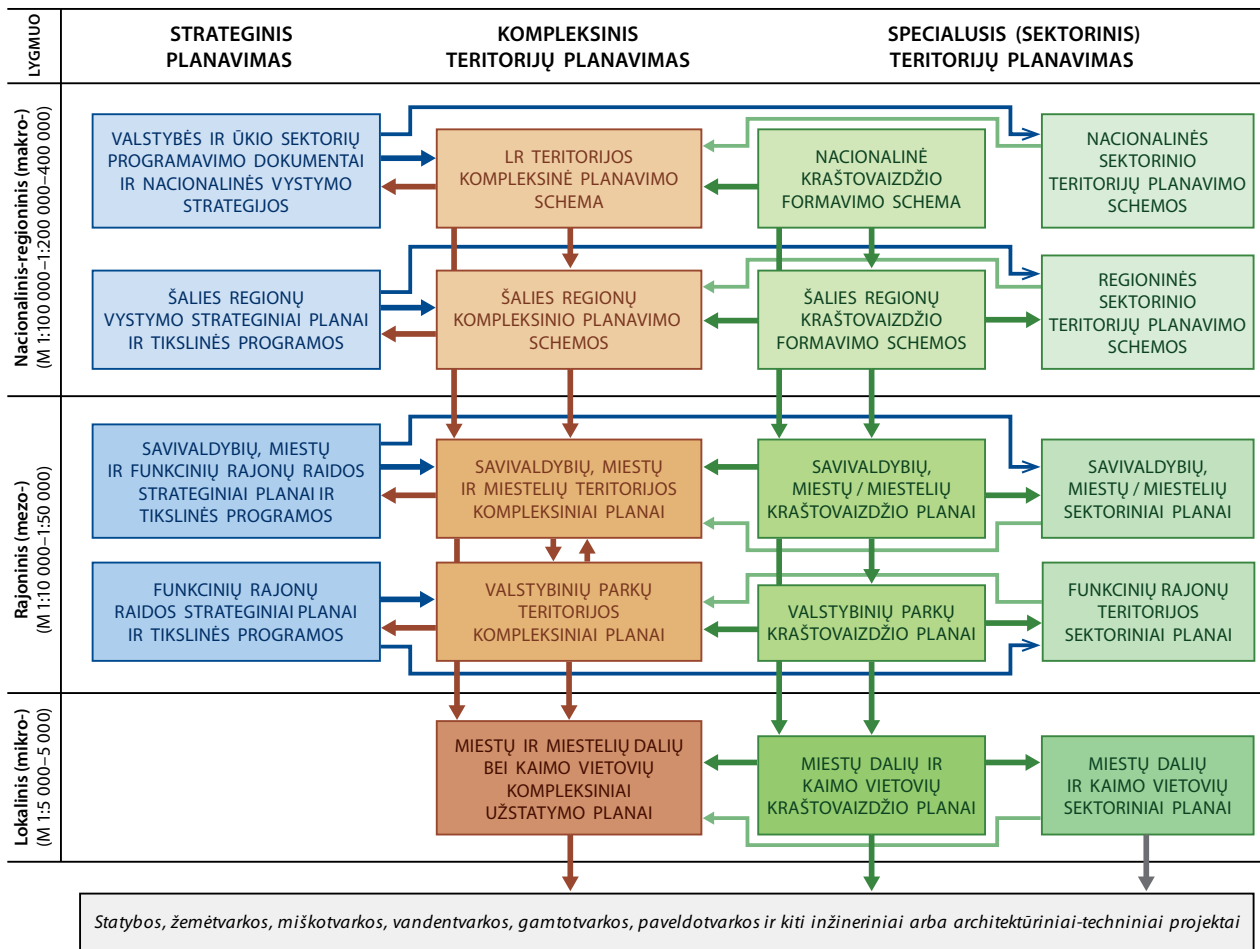 LYGMUO
STRATEGINIS
PLANAVIMAS
KOMPLEKSINIS
TERITORIJŲ PLANAVIMAS
SPECIALUSIS (SEKTORINIS)
TERITORIJŲ PLANAVIMAS
Nacionalinis-regioninis (makro-)
(M 1:100 000–1:200 000–400 000)
VALSTYBĖS IR ŪKIO SEKTORIŲ
PROGRAMAVIMO DOKUMENTAI
IR NACIONALINĖS VYSTYMO
STRATEGIJOS
LR TERITORIJOS
KOMPLEKSINĖ PLANAVIMO
SCHEMA
NACIONALINĖ
KRAŠTOVAIZDŽIO
FORMAVIMO SCHEMA
NACIONALINĖS
SEKTORINIO
TERITORIJŲ PLANAVIMO
SCHEMOS
ŠALIES REGIONŲ
VYSTYMO STRATEGINIAI PLANAI
IR TIKSLINĖS PROGRAMOS
ŠALIES REGIONŲ
KOMPLEKSINIO PLANAVIMO
SCHEMOS
ŠALIES REGIONŲ
KRAŠTOVAIZDŽIO
FORMAVIMO SCHEMOS
REGIONINĖS
SEKTORINIO
TERITORIJŲ PLANAVIMO
SCHEMOS
Rajoninis (mezo-)
(M 1:10 000–1:50 000)
SAVIVALDYBIŲ, MIESTŲ
IR FUNKCINIŲ RAJONŲ RAIDOS
STRATEGINIAI PLANAI IR
TIKSLINĖS PROGRAMOS
SAVIVALDYBIŲ, MIESTŲ
IR MIESTELIŲ TERITORIJOS
KOMPLEKSINIAI PLANAI
SAVIVALDYBIŲ,
MIESTŲ / MIESTELIŲ
KRAŠTOVAIZDŽIO PLANAI
SAVIVALDYBIŲ,
MIESTŲ / MIESTELIŲ
SEKTORINIAI PLANAI
FUNKCINIŲ RAJONŲ
RAIDOS STRATEGINIAI PLANAI
IR TIKSLINĖS PROGRAMOS
VALSTYBINIŲ PARKŲ
TERITORIJOS
KOMPLEKSINIAI PLANAI
VALSTYBINIŲ PARKŲ
KRAŠTOVAIZDŽIO PLANAI
FUNKCINIŲ RAJONŲ
TERITORIJOS
SEKTORINIAI PLANAI
Lokalinis (mikro-)
(M 1:5 000–5 000)
MIESTŲ IR MIESTELIŲ DALIŲ
BEI KAIMO VIETOVIŲ
KOMPLEKSINIAI
UŽSTATYMO PLANAI
MIESTŲ DALIŲ IR
KAIMO VIETOVIŲ
KRAŠTOVAIZDŽIO PLANAI
MIESTŲ DALIŲ
IR KAIMO VIETOVIŲ
SEKTORINIAI PLANAI
Statybos, žemėtvarkos, miškotvarkos, vandentvarkos, gamtotvarkos, paveldotvarkos ir kiti inžineriniai arba architektūriniai-techniniai projektai